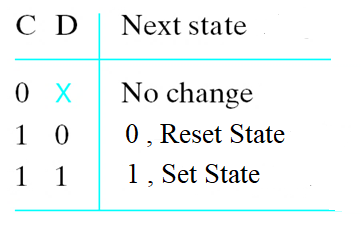 C D Next state
0 X No change
1 0 0 , Reset State
1 1 1 , Set State